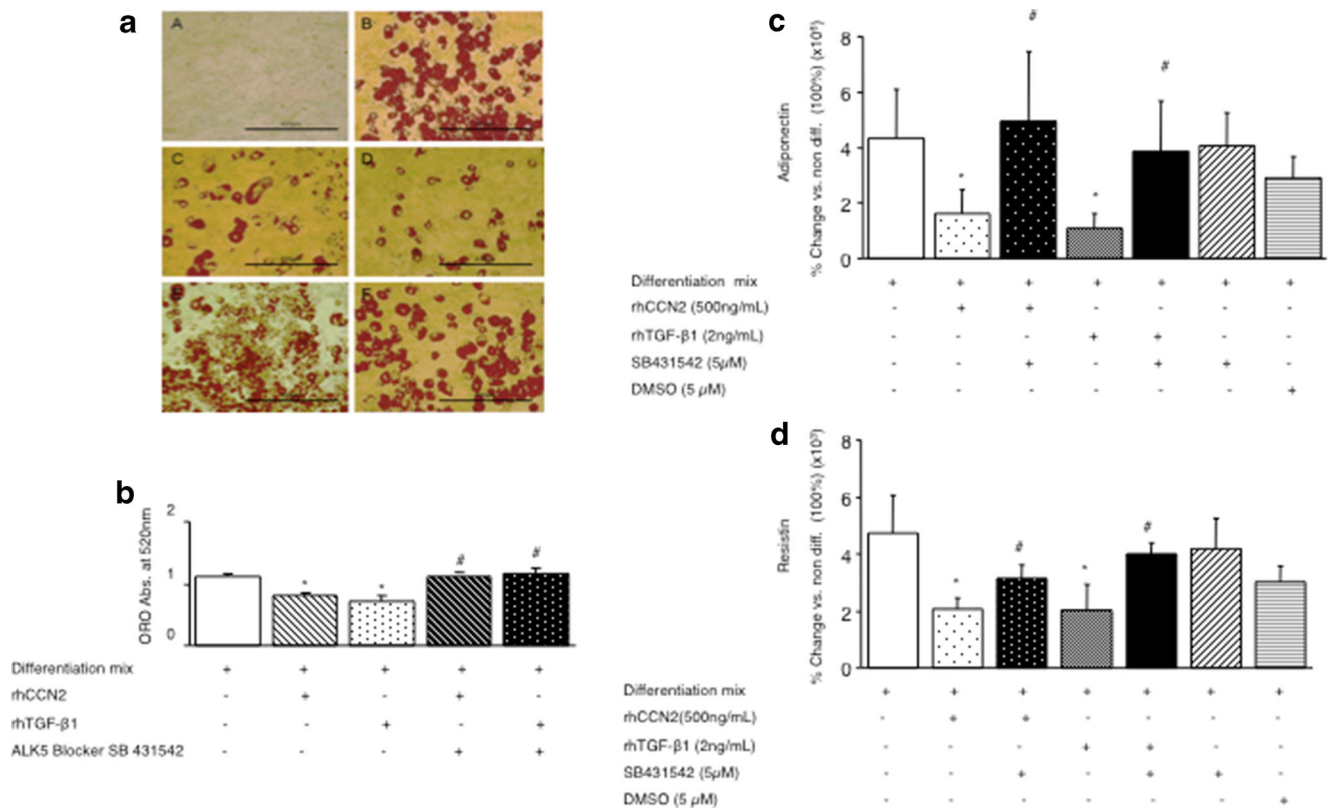 a
A
B
C
D
E
F
b
ORO Abs. at 520nm
2
1
0
*
*
#
#
Differentiation mix + + + + +
rhCCN2 - + - + -
rhTGF-β1 - - + - +
ALK5 Blocker SB 431542 - - - + +
c
Adiponectin
% Change vs. non diff. (100%) (x10⁶)
8
6
4
2
0
*
#
*
#
Differentiation mix + + + + + + +
rhCCN2 (500ng/mL) - + + - - - -
rhTGF-β1 (2ng/mL) - - - + + - -
SB431542 (5µM) - - + - + + -
DMSO (5 µM) - - - - - - +
d
Resistin
% Change vs. non diff. (100%) (x10³)
8
6
4
2
0
*
#
*
#
Differentiation mix + + + + + + +
rhCCN2(500ng/mL) - + + - - - -
rhTGF-β1 (2ng/mL) - - - + + - -
SB431542 (5µM) - - + - + + -
DMSO (5 µM) - - - - - - +